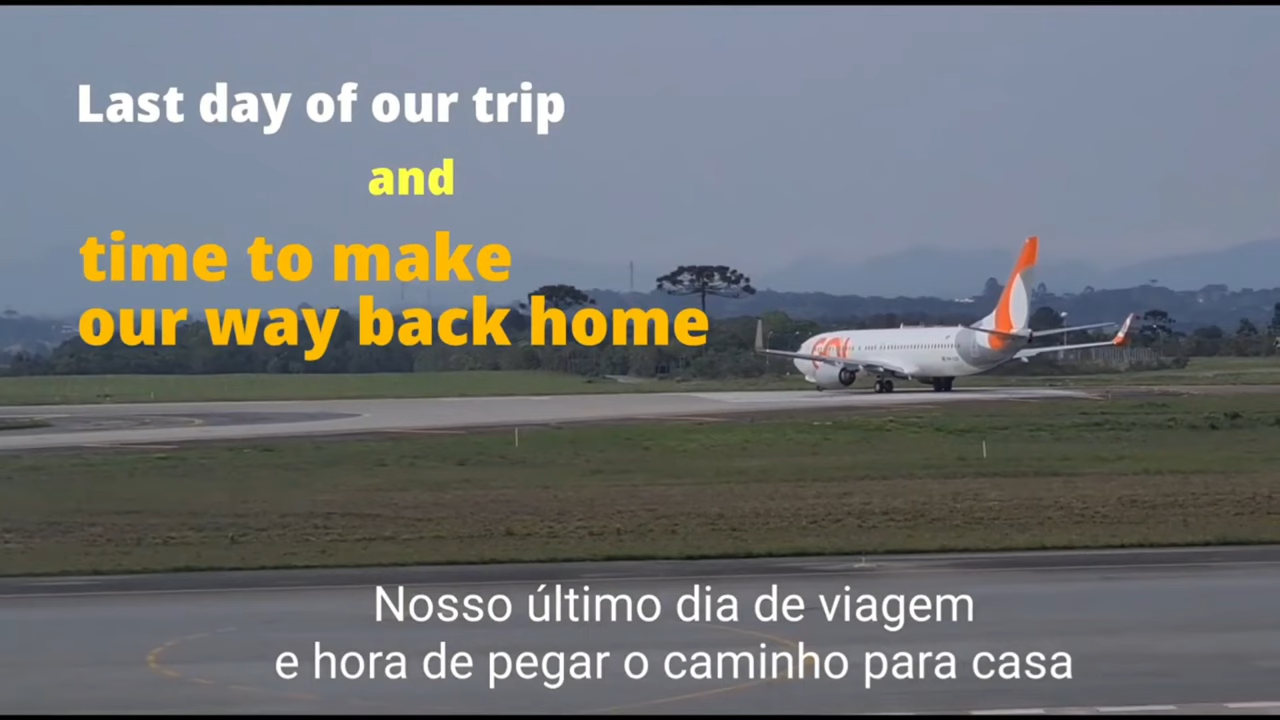 Last day of our trip
and
time to make
our way back home
GOL
Nosso último dia de viagem
e hora de pegar o caminho para casa